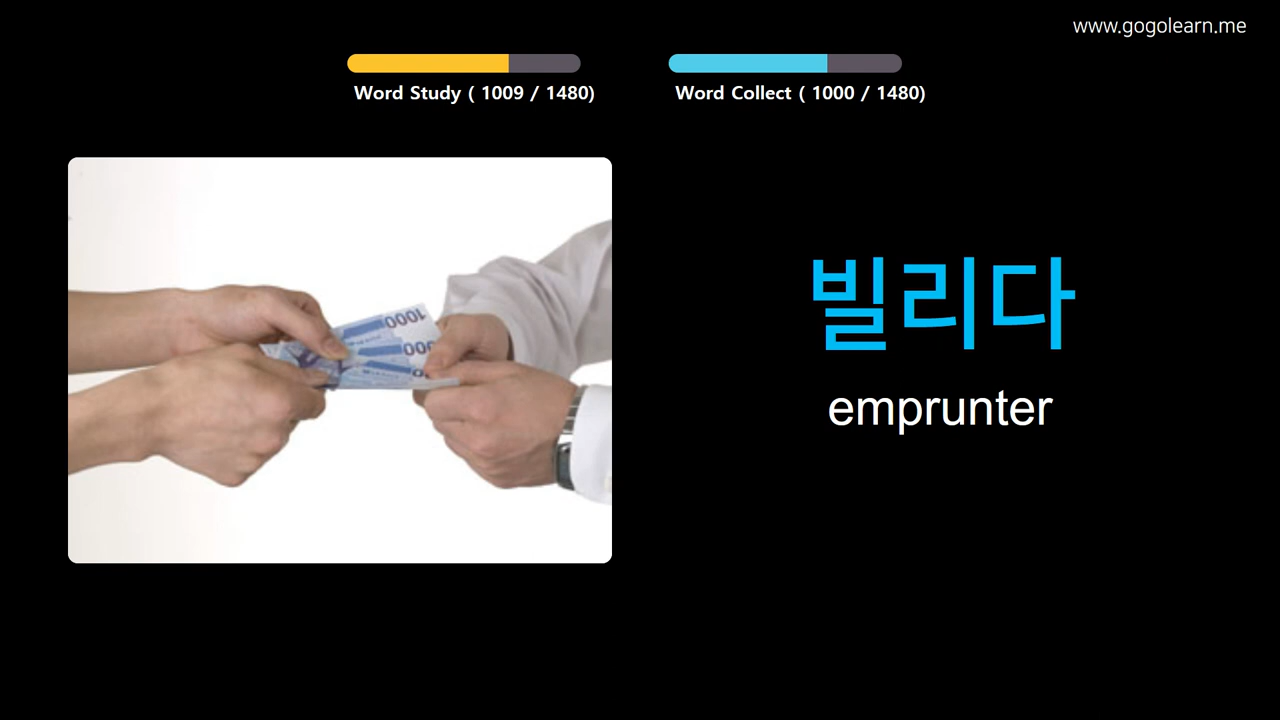 www.gogolearn.me
Word Study ( 1009 / 1480)
Word Collect ( 1000 / 1480)
1000
빌리다
emprunter